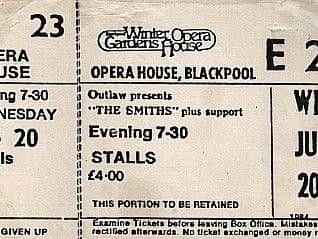 23
ERA
USE
ng 7-30
NESDAY
20
ls
GIVEN UP
Winter Opera
Gardens House
OPERA HOUSE, BLACKPOOL
Outlaw presents
"THE SMITHS" plus support
Evening 7-30
STALLS
£4.00
THIS PORTION TO BE RETAINED
Examine Tickets before leaving Box Office. Mistakes
rectified afterwards. No ticket exchanged or money r
E 2
WE
JU
20
1984